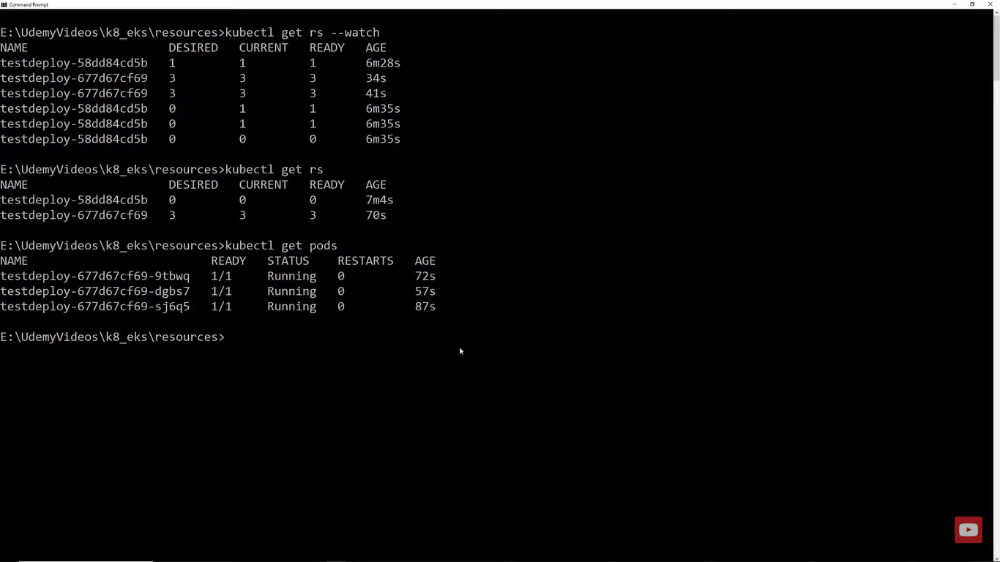 Command Prompt
E:\UdemyVideos\k8_eks\resources>kubectl get rs --watch
NAME DESIRED CURRENT READY AGE
testdeploy-58dd84cd5b 1 1 1 6m28s
testdeploy-677d67cf69 3 3 3 34s
testdeploy-677d67cf69 3 3 3 41s
testdeploy-58dd84cd5b 0 1 1 6m35s
testdeploy-58dd84cd5b 0 1 1 6m35s
testdeploy-58dd84cd5b 0 0 0 6m35s
E:\UdemyVideos\k8_eks\resources>kubectl get rs
NAME DESIRED CURRENT READY AGE
testdeploy-58dd84cd5b 0 0 0 7m4s
testdeploy-677d67cf69 3 3 3 70s
E:\UdemyVideos\k8_eks\resources>kubectl get pods
NAME READY STATUS RESTARTS AGE
testdeploy-677d67cf69-9tbwq 1/1 Running 0 72s
testdeploy-677d67cf69-dgbs7 1/1 Running 0 57s
testdeploy-677d67cf69-sj6q5 1/1 Running 0 87s
E:\UdemyVideos\k8_eks\resources>